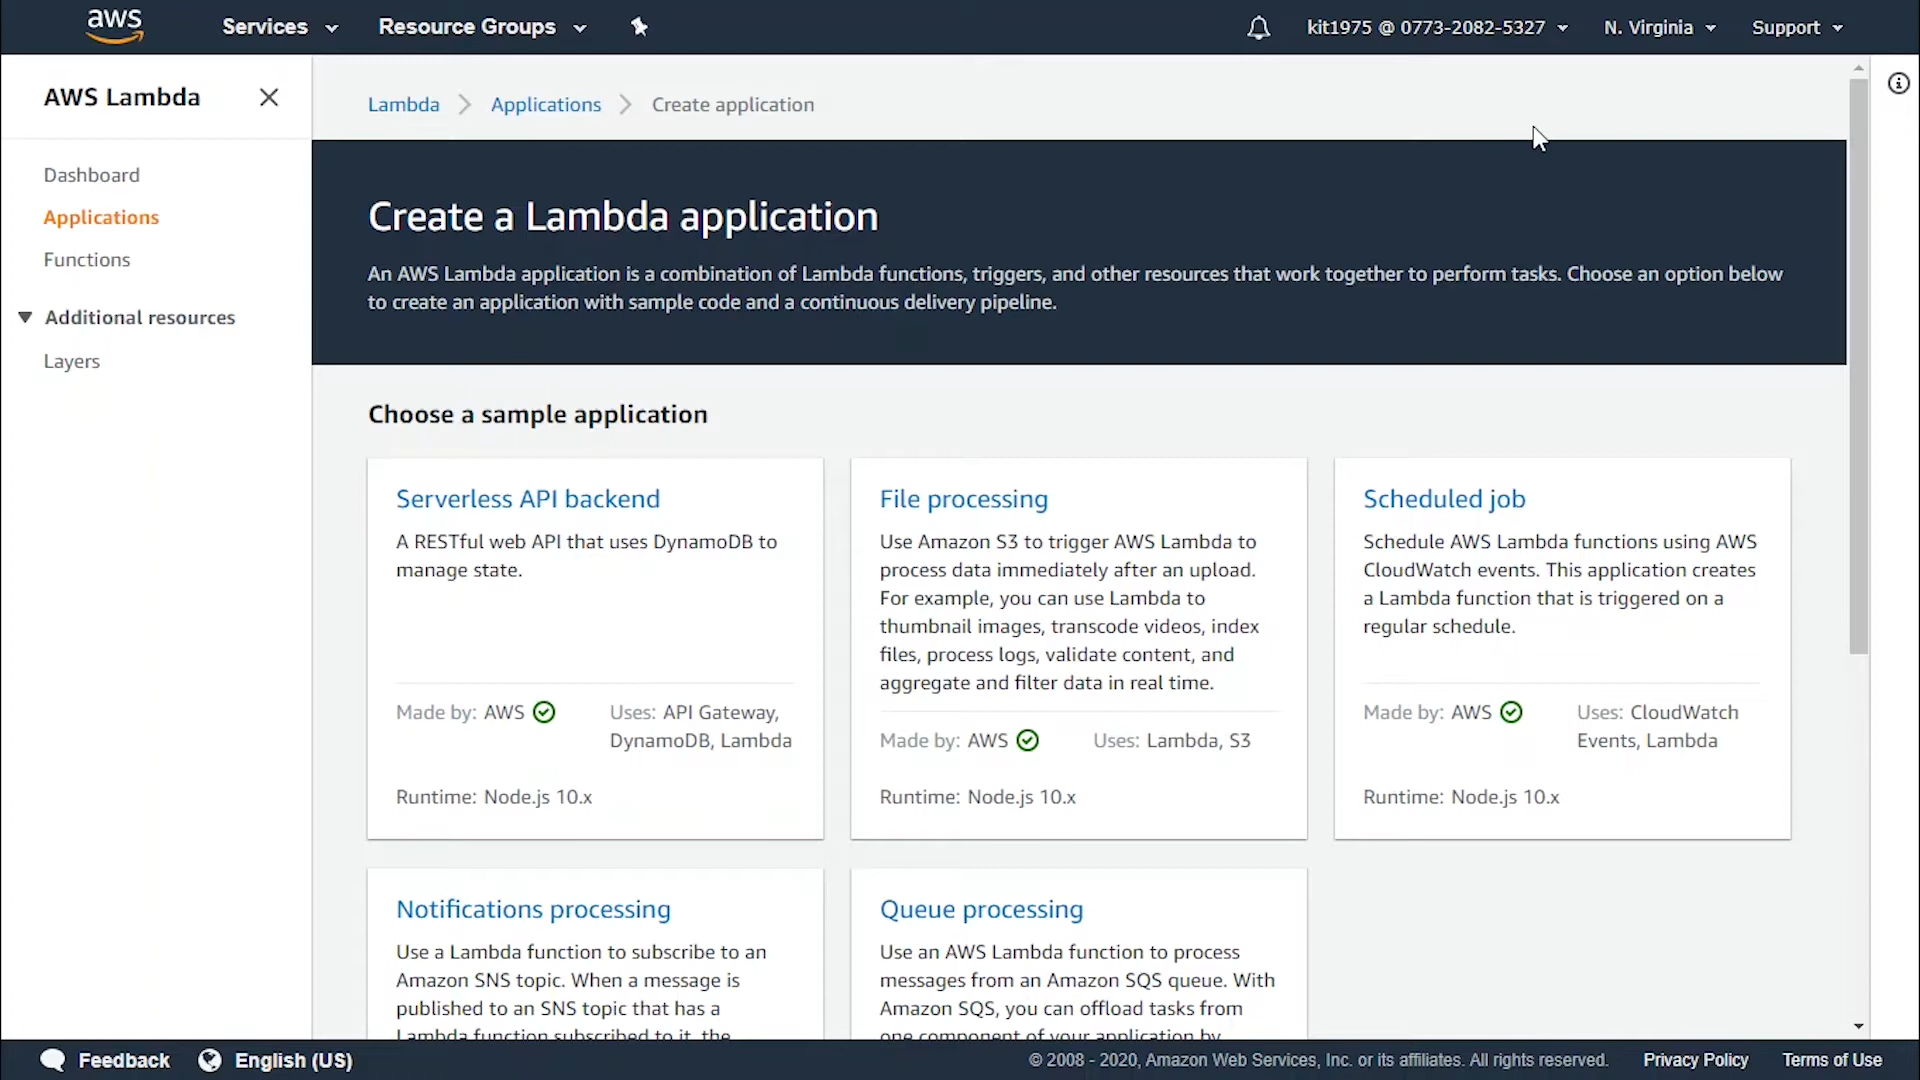 aws
Services
Resource Groups
kit1975 @ 0773-2082-5327
N. Virginia
Support
AWS Lambda
Dashboard
Applications
Functions
Additional resources
Layers
Lambda
Applications
Create application
Create a Lambda application
An AWS Lambda application is a combination of Lambda functions, triggers, and other resources that work together to perform tasks. Choose an option below
to create an application with sample code and a continuous delivery pipeline.
Choose a sample application
Serverless API backend
A RESTful web API that uses DynamoDB to
manage state.
Made by: AWS
Uses: API Gateway,
DynamoDB, Lambda
Runtime: Node.js 10.x
File processing
Use Amazon S3 to trigger AWS Lambda to
process data immediately after an upload.
For example, you can use Lambda to
thumbnail images, transcode videos, index
files, process logs, validate content, and
aggregate and filter data in real time.
Made by: AWS
Uses: Lambda, S3
Runtime: Node.js 10.x
Scheduled job
Schedule AWS Lambda functions using AWS
CloudWatch events. This application creates
a Lambda function that is triggered on a
regular schedule.
Made by: AWS
Uses: CloudWatch
Events, Lambda
Runtime: Node.js 10.x
Notifications processing
Use a Lambda function to subscribe to an
Amazon SNS topic. When a message is
published to an SNS topic that has a
Lambda function subscribed to it, the
Queue processing
Use an AWS Lambda function to process
messages from an Amazon SQS queue. With
Amazon SQS, you can offload tasks from
one component of your application by
Feedback
English (US)
© 2008 - 2020, Amazon Web Services, Inc. or its affiliates. All rights reserved.
Privacy Policy
Terms of Use